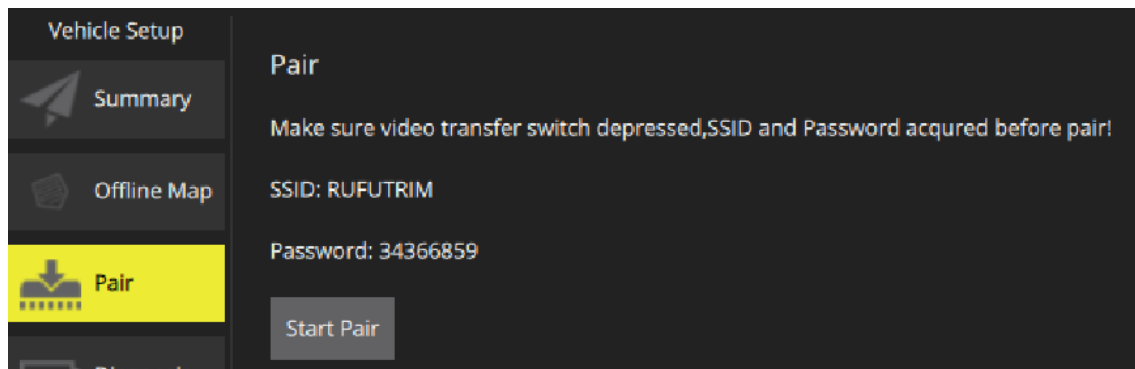 Vehicle Setup
Summary
Offline Map
Pair
Pair
Make sure video transfer switch depressed,SSID and Password acqured before pair!
SSID: RUFUTRIM
Password: 34366859
Start Pair